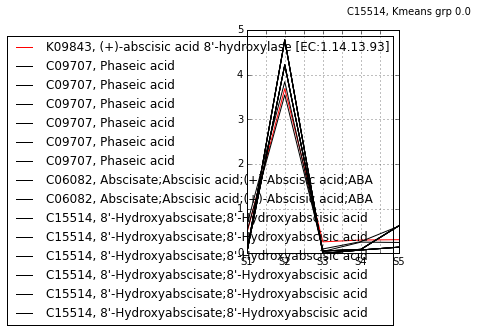 C15514, Kmeans grp 0.0
K09843, (+)-abscisic acid 8'-hydroxylase [EC:1.14.13.93]
C09707, Phaseic acid
C09707, Phaseic acid
C09707, Phaseic acid
C09707, Phaseic acid
C09707, Phaseic acid
C09707, Phaseic acid
C06082, Abscisate;Abscisic acid;(+)-Abscisic acid;ABA
C06082, Abscisate;Abscisic acid;(+)-Abscisic acid;ABA
C15514, 8'-Hydroxyabscisate;8'-Hydroxyabscisic acid
C15514, 8'-Hydroxyabscisate;8'-Hydroxyabscisic acid
C15514, 8'-Hydroxyabscisate;8'-Hydroxyabscisic acid
C15514, 8'-Hydroxyabscisate;8'-Hydroxyabscisic acid
C15514, 8'-Hydroxyabscisate;8'-Hydroxyabscisic acid
C15514, 8'-Hydroxyabscisate;8'-Hydroxyabscisic acid
5
4
3
2
1
0
S1 S2 S3 S4 S5